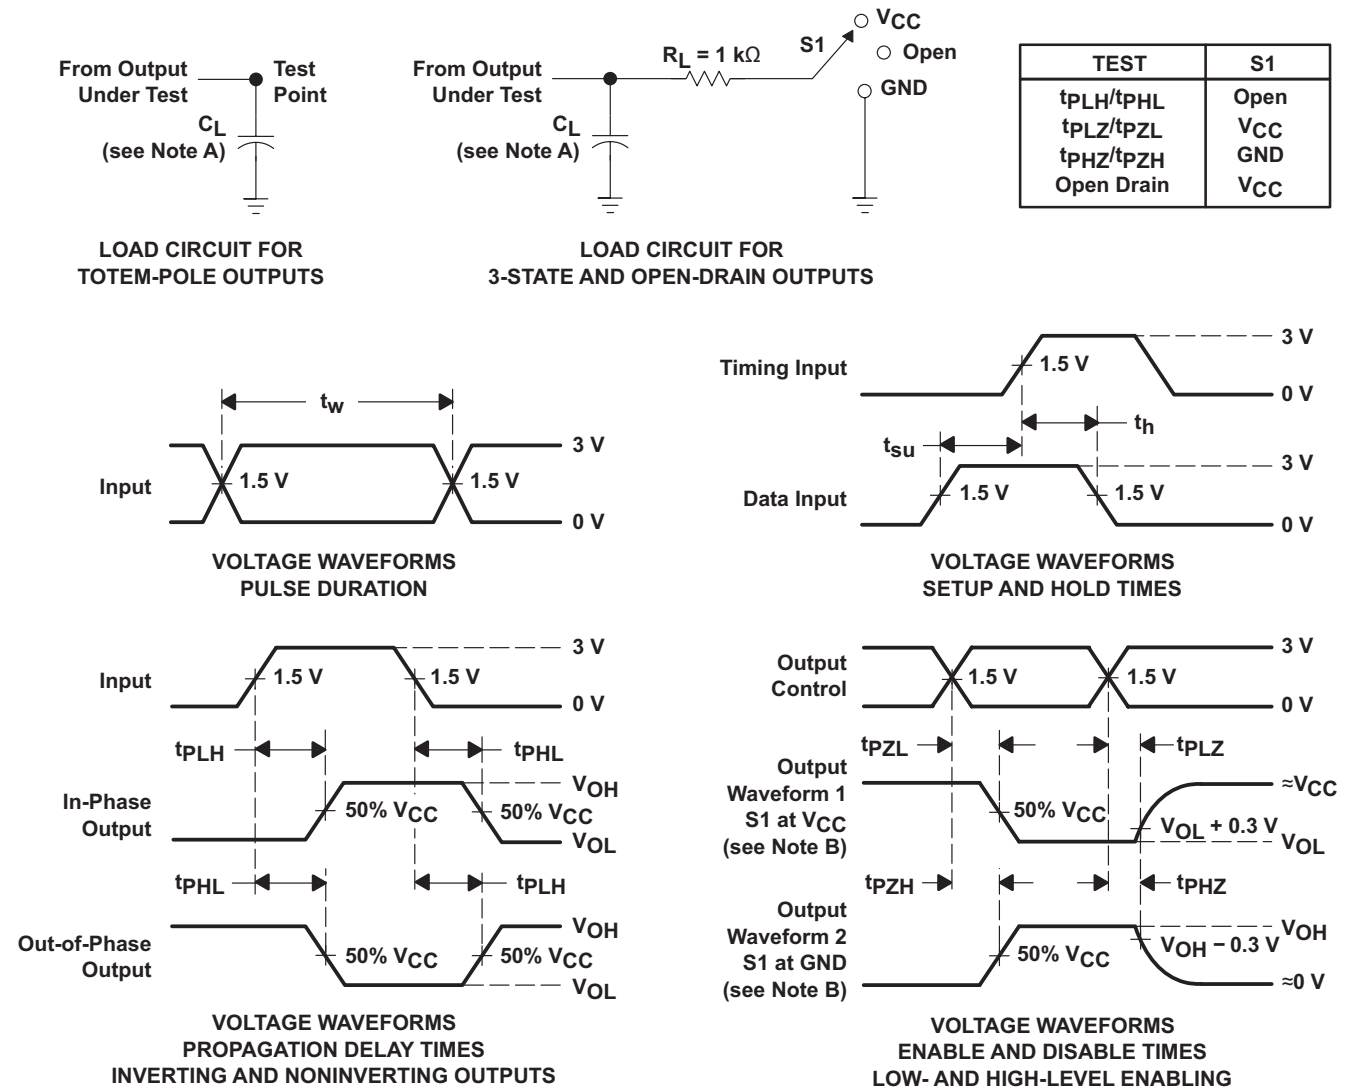 From Output
Under Test
Test
Point
CL
(see Note A)
LOAD CIRCUIT FOR
TOTEM-POLE OUTPUTS
From Output
Under Test
CL
(see Note A)
RL = 1 kΩ
S1
VCC
Open
GND
LOAD CIRCUIT FOR
3-STATE AND OPEN-DRAIN OUTPUTS
TEST S1
tPLH/tPHL Open
tPLZ/tPZL VCC
tPHZ/tPZH GND
Open Drain VCC
tw
Input
1.5 V
1.5 V
3 V
0 V
VOLTAGE WAVEFORMS
PULSE DURATION
Timing Input
1.5 V
3 V
0 V
tsu
th
Data Input
1.5 V
1.5 V
3 V
0 V
VOLTAGE WAVEFORMS
SETUP AND HOLD TIMES
Input
1.5 V
1.5 V
3 V
0 V
tPLH
tPHL
In-Phase
Output
50% VCC
50% VCC
VOH
VOL
tPHL
tPLH
Out-of-Phase
Output
50% VCC
50% VCC
VOH
VOL
VOLTAGE WAVEFORMS
PROPAGATION DELAY TIMES
INVERTING AND NONINVERTING OUTPUTS
Output
Control
1.5 V
1.5 V
3 V
0 V
tPZL
tPLZ
Output
Waveform 1
S1 at VCC
(see Note B)
50% VCC
≈VCC
VOL + 0.3 V
VOL
tPZH
tPHZ
Output
Waveform 2
S1 at GND
(see Note B)
50% VCC
VOH
VOH − 0.3 V
≈0 V
VOLTAGE WAVEFORMS
ENABLE AND DISABLE TIMES
LOW- AND HIGH-LEVEL ENABLING